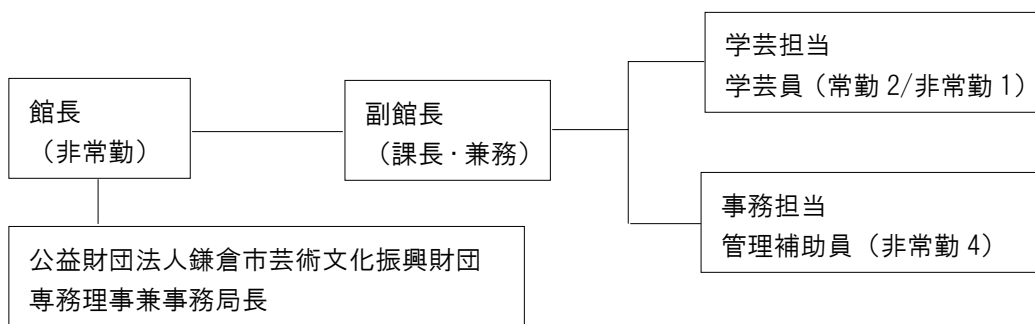 館長
（非常勤）
副館長
（課長・兼務）
学芸担当
学芸員（常勤 2/非常勤 1）
事務担当
管理補助員（非常勤 4）
公益財団法人鎌倉市芸術文化振興財団
専務理事兼事務局長